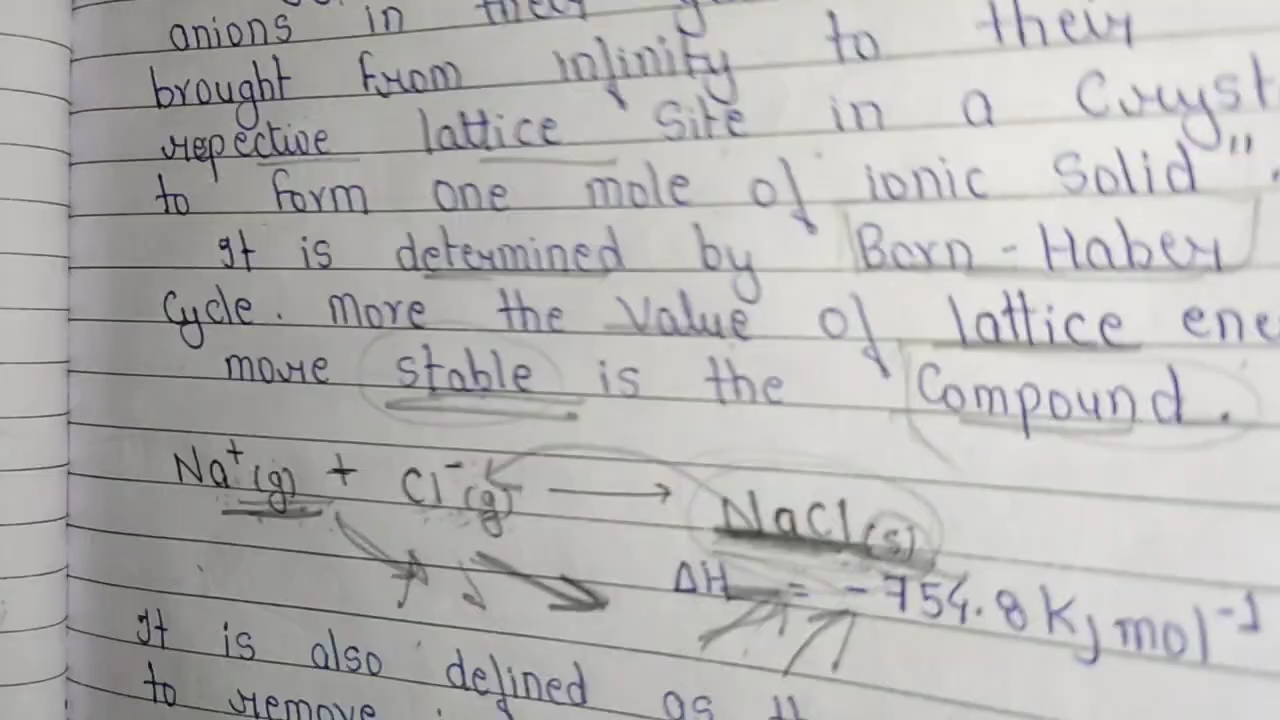 anions in their
brought from infinity to their
repective lattice site in a Cryst
to form one mole of ionic solid".
It is determined by Born-Haber
Cycle. More the value of lattice ene
more stable is the Compound.
Na⁺(g) + Cl⁻(g) ⟶ NaCl(s)
ΔH = -754.8 KJ mol⁻¹
It is also defined as
to remove